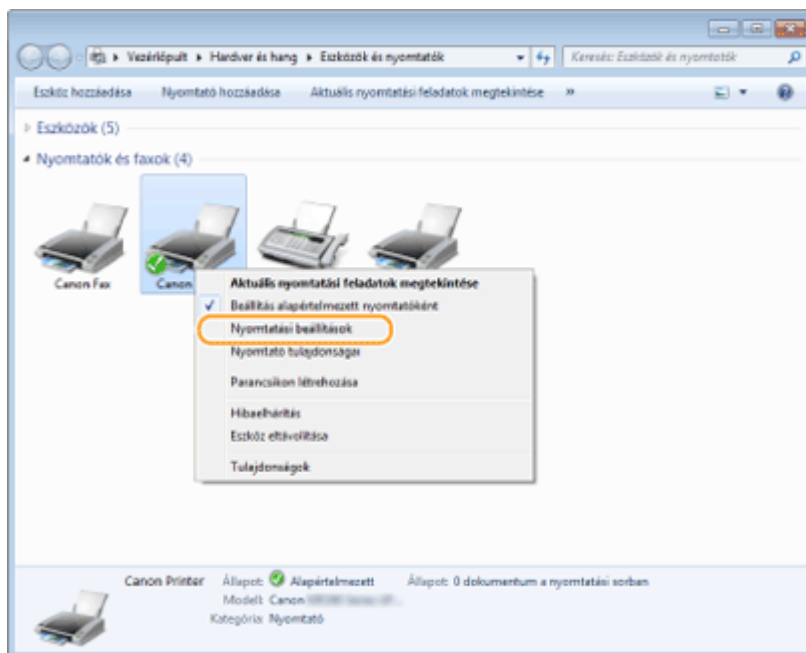 Vezérlőpult ▸ Hardver és hang ▸ Eszközök és nyomtatók
Keresés: Eszközök és nyomtatók
Eszköz hozzáadása Nyomtató hozzáadása Aktuális nyomtatási feladatok megtekintése »
Eszközök (5)
Nyomtatók és faxok (4)
Canon Fax
Canon
Aktuális nyomtatási feladatok megtekintése
Beállítás alapértelmezett nyomtatóként
Nyomtatási beállítások
Nyomtató tulajdonságai
Parancsikon létrehozása
Hibaelhárítás
Eszköz eltávolítása
Tulajdonságok
Canon Printer Állapot: Alapértelmezett Állapot: 0 dokumentum a nyomtatási sorban
Modell: Canon
Kategória: Nyomtató